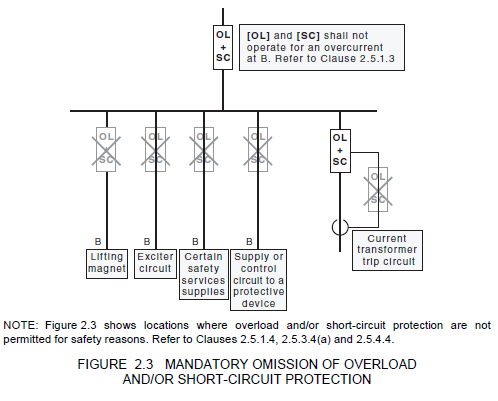 OL
+
SC
[OL] and [SC] shall not
operate for an overcurrent
at B. Refer to Clause 2.5.1.3
OL
+
SC
OL
+
SC
OL
+
SC
OL
+
SC
OL
+
SC
OL
+
SC
B
B
B
B
Lifting
magnet
Exciter
circuit
Certain
safety
services
supplies
Supply or
control
circuit to a
protective
device
Current
transformer
trip circuit
NOTE: Figure 2.3 shows locations where overload and/or short-circuit protection are not
permitted for safety reasons. Refer to Clauses 2.5.1.4, 2.5.3.4(a) and 2.5.4.4.
FIGURE 2.3 MANDATORY OMISSION OF OVERLOAD
AND/OR SHORT-CIRCUIT PROTECTION